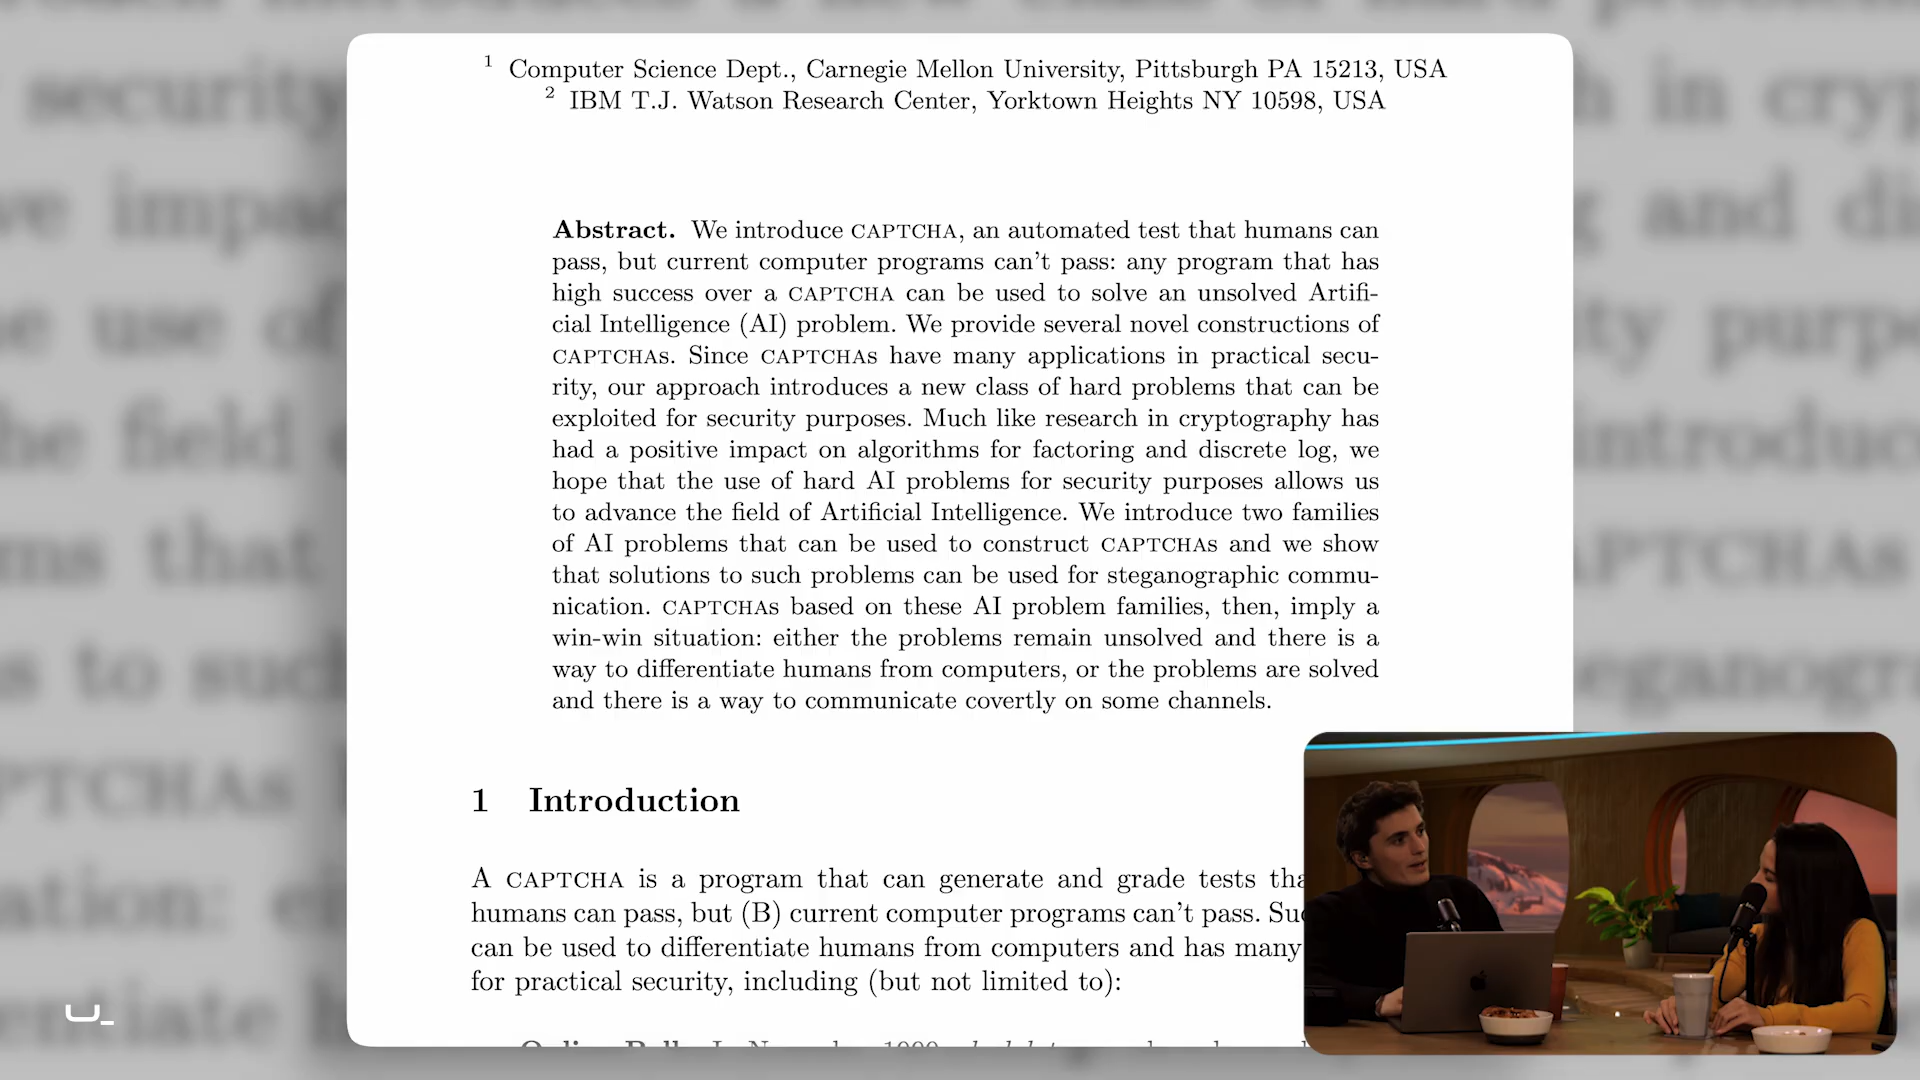 1 Computer Science Dept., Carnegie Mellon University, Pittsburgh PA 15213, USA
2 IBM T.J. Watson Research Center, Yorktown Heights NY 10598, USA
Abstract. We introduce CAPTCHA, an automated test that humans can
pass, but current computer programs can't pass: any program that has
high success over a CAPTCHA can be used to solve an unsolved Artifi-
cial Intelligence (AI) problem. We provide several novel constructions of
CAPTCHAs. Since CAPTCHAs have many applications in practical secu-
rity, our approach introduces a new class of hard problems that can be
exploited for security purposes. Much like research in cryptography has
had a positive impact on algorithms for factoring and discrete log, we
hope that the use of hard AI problems for security purposes allows us
to advance the field of Artificial Intelligence. We introduce two families
of AI problems that can be used to construct CAPTCHAs and we show
that solutions to such problems can be used for steganographic commu-
nication. CAPTCHAs based on these AI problem families, then, imply a
win-win situation: either the problems remain unsolved and there is a
way to differentiate humans from computers, or the problems are solved
and there is a way to communicate covertly on some channels.
1 Introduction
A CAPTCHA is a program that can generate and grade tests
humans can pass, but (B) current computer programs can't pass.
can be used to differentiate humans from computers and has many
for practical security, including (but not limited to):